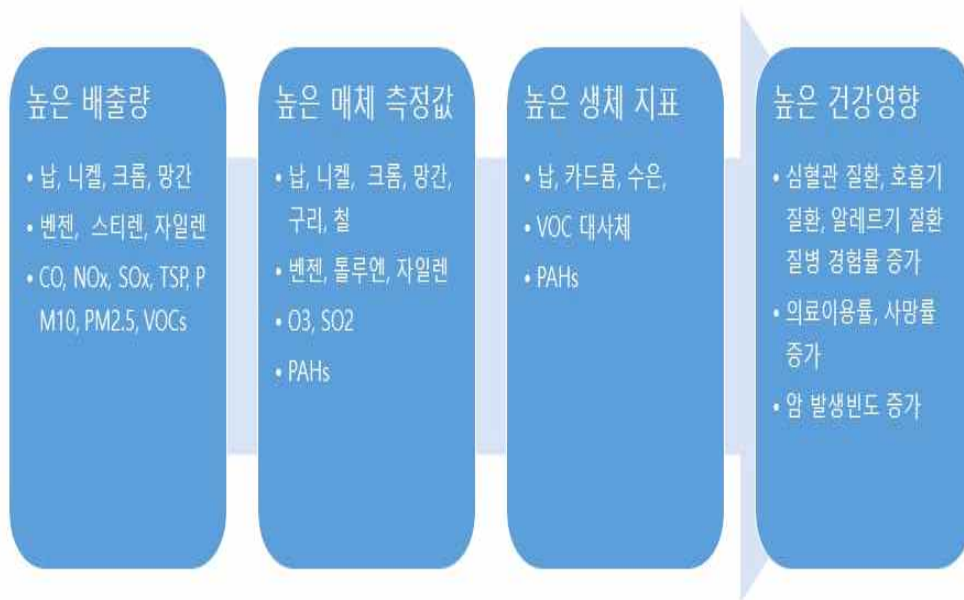 높은 배출량
• 납, 니켈, 크롬, 망간
• 벤젠, 스티렌, 자일렌
• CO, NOx, SOx, TSP, P
M10, PM2.5, VOCs
높은 매체 측정값
• 납, 니켈, 크롬, 망간,
구리, 철
• 벤젠, 톨루엔, 자일렌
• O3, SO2
• PAHs
높은 생체 지표
• 납, 카드뮴, 수은,
• VOC 대사체
• PAHs
높은 건강영향
• 심혈관 질환, 호흡기
질환, 알레르기 질환
질병 경험률 증가
• 의료이용률, 사망률
증가
• 암 발생빈도 증가